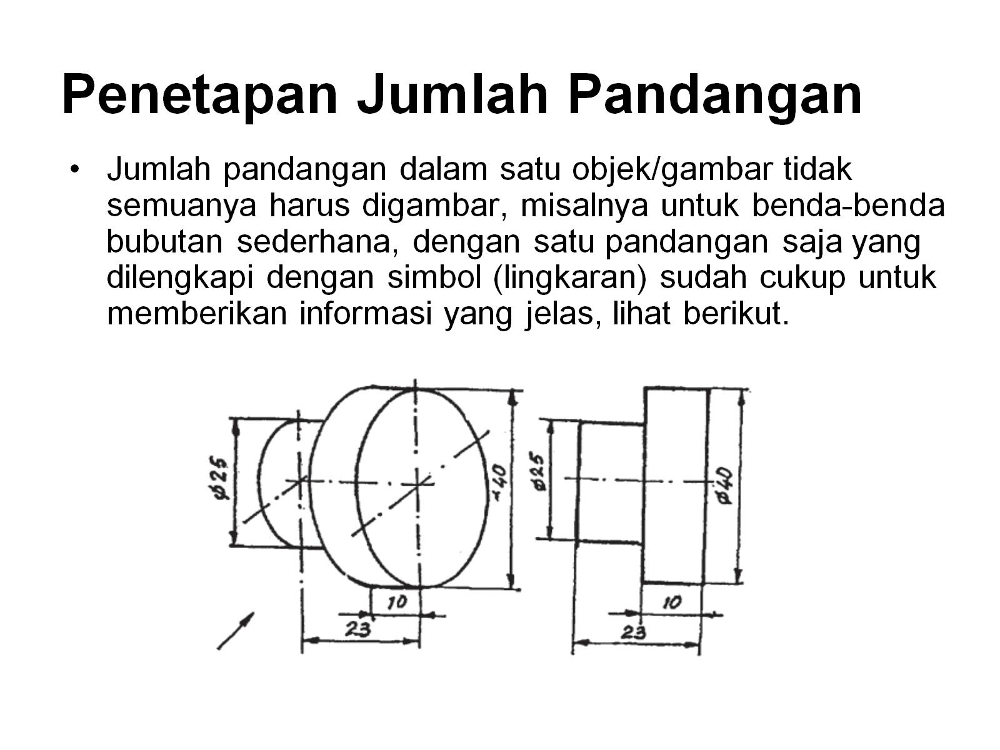 Penetapan Jumlah Pandangan
• Jumlah pandangan dalam satu objek/gambar tidak
semuanya harus digambar, misalnya untuk benda-benda
bubutan sederhana, dengan satu pandangan saja yang
dilengkapi dengan simbol (lingkaran) sudah cukup untuk
memberikan informasi yang jelas, lihat berikut.
ø25
40
10
23
ø25
ø40
10
23